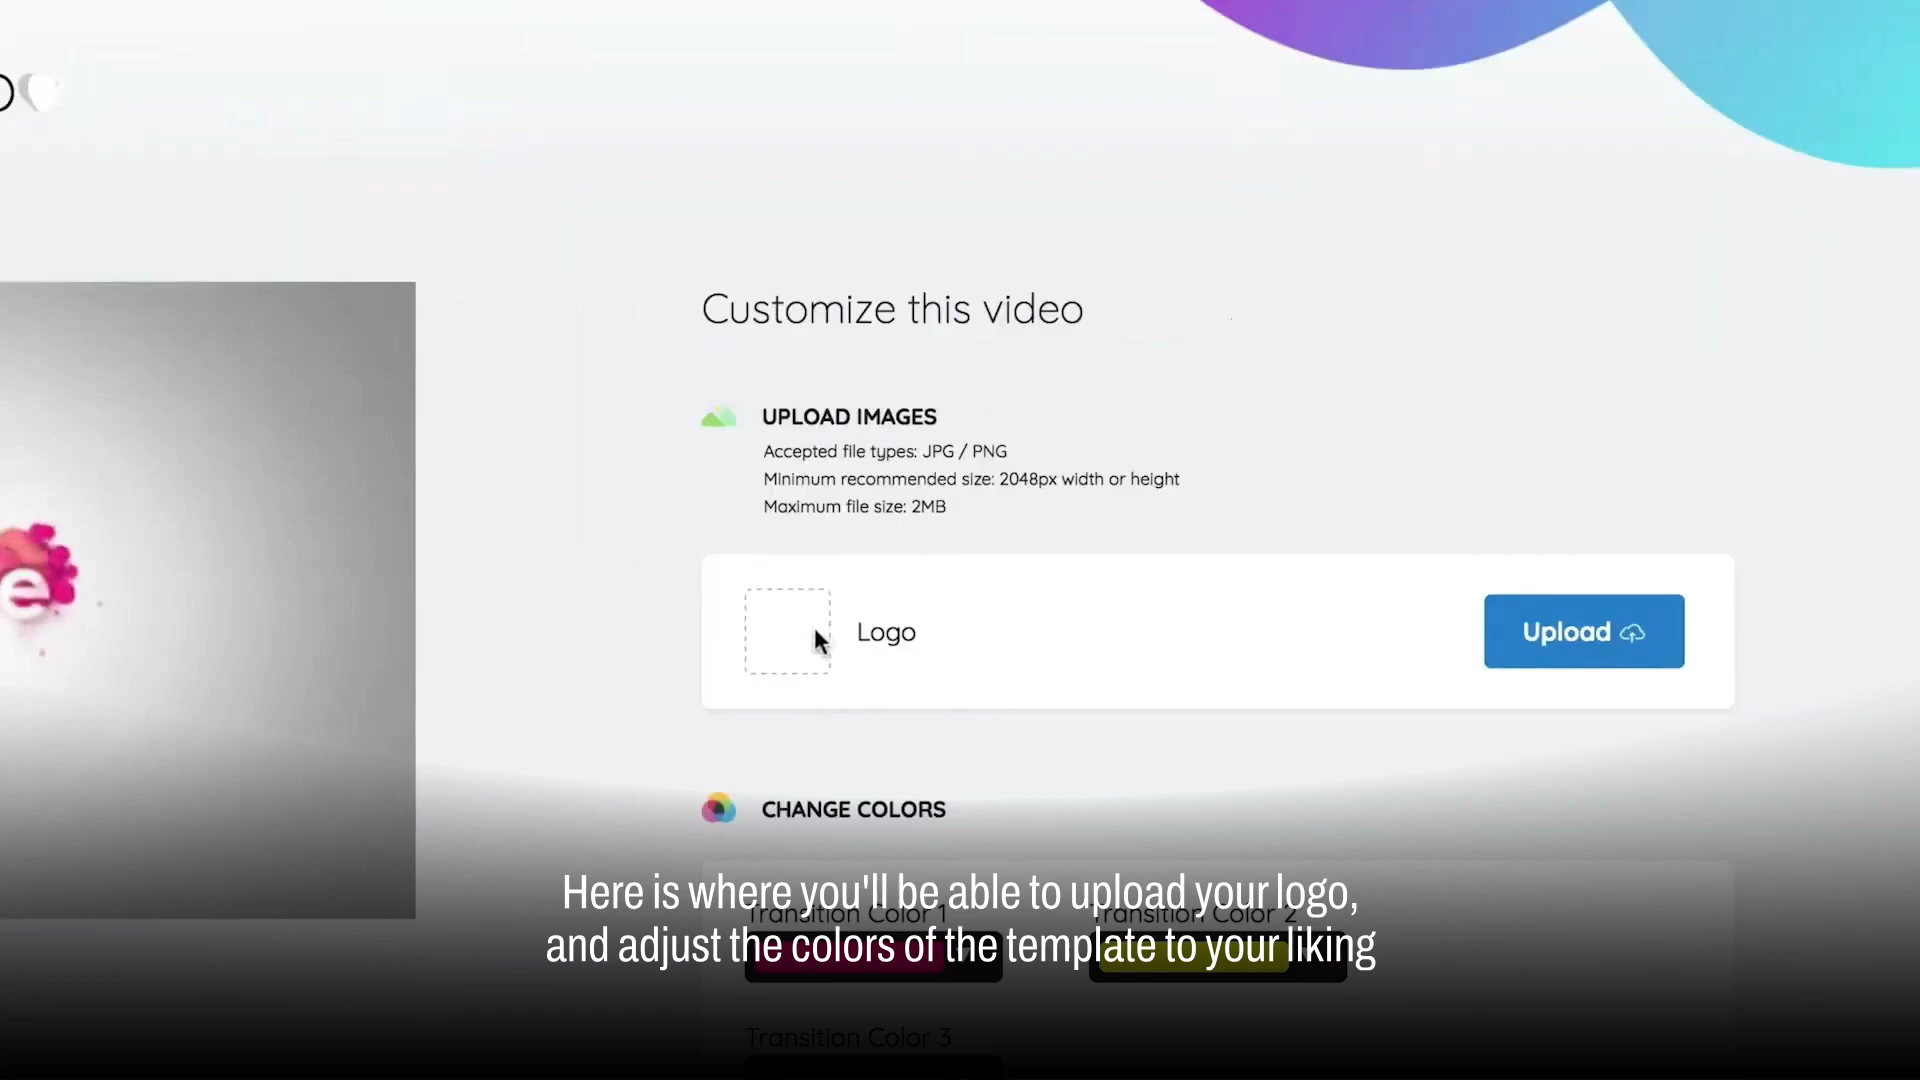 Customize this video
UPLOAD IMAGES
Accepted file types: JPG / PNG
Minimum recommended size: 2048px width or height
Maximum file size: 2MB
e
Logo
Upload
CHANGE COLORS
Transition Color 1
Transition Color 2
Here is where you'll be able to upload your logo,
and adjust the colors of the template to your liking
Transition Color 3